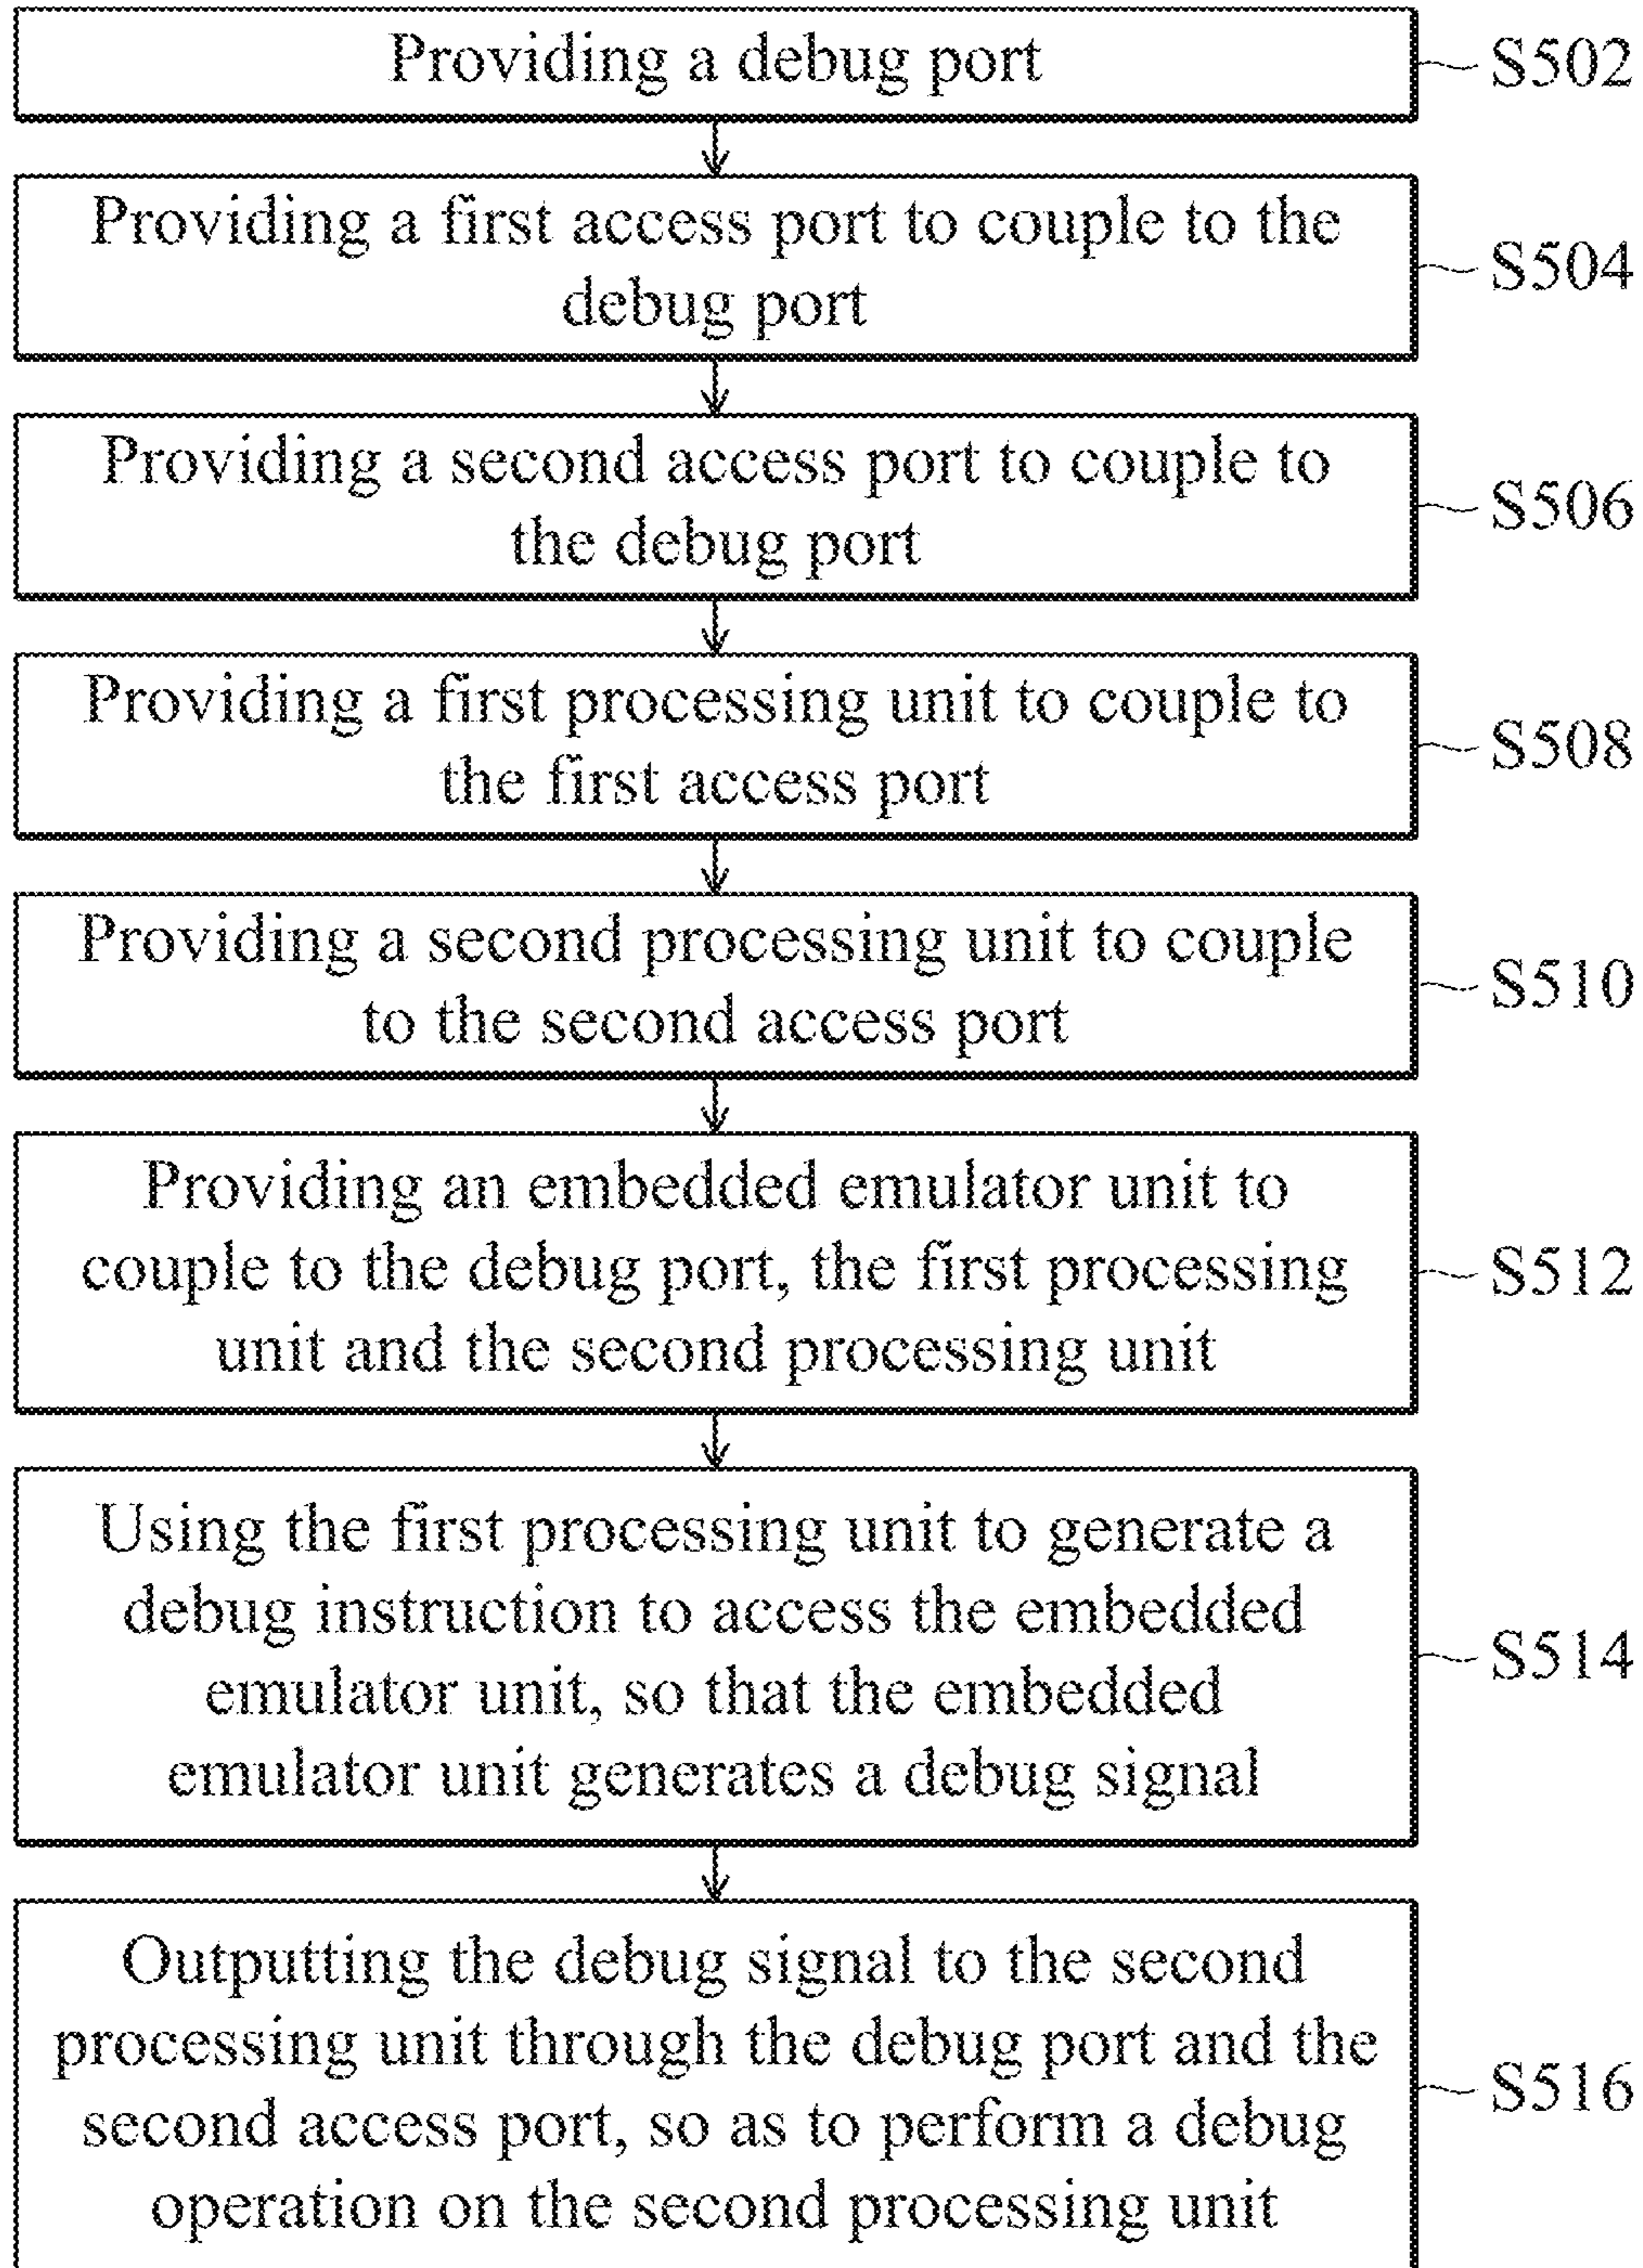 Providing a debug port
S502
Providing a first access port to couple to the
debug port
S504
Providing a second access port to couple to
the debug port
S506
Providing a first processing unit to couple to
the first access port
S508
Providing a second processing unit to couple
to the second access port
S510
Providing an embedded emulator unit to
couple to the debug port, the first processing
unit and the second processing unit
S512
Using the first processing unit to generate a
debug instruction to access the embedded
emulator unit, so that the embedded
emulator unit generates a debug signal
S514
Outputting the debug signal to the second
processing unit through the debug port and the
second access port, so as to perform a debug
operation on the second processing unit
S516